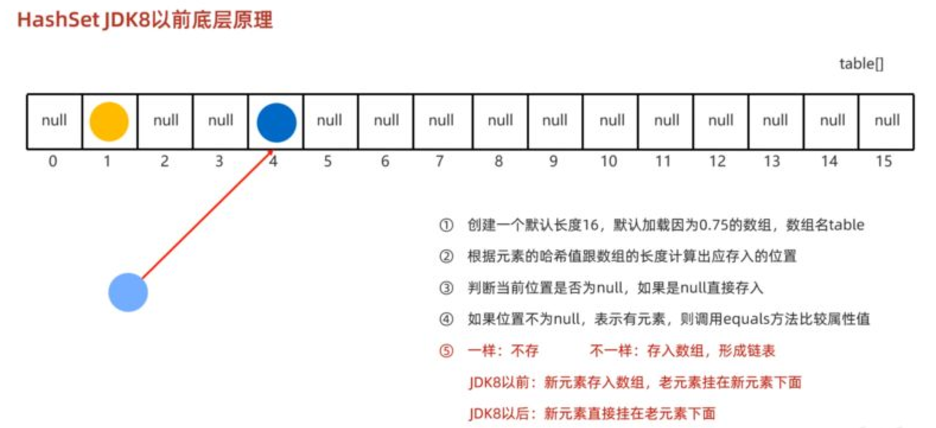 HashSet JDK8以前底层原理
table[]
null null null null null null null null null null null null null null
0 1 2 3 4 5 6 7 8 9 10 11 12 13 14 15
① 创建一个默认长度16，默认加载因为0.75的数组，数组名table
② 根据元素的哈希值跟数组的长度计算出应存入的位置
③ 判断当前位置是否为null，如果是null直接存入
④ 如果位置不为null，表示有元素，则调用equals方法比较属性值
⑤ 一样：不存 不一样：存入数组，形成链表
JDK8以前：新元素存入数组，老元素挂在新元素下面
JDK8以后：新元素直接挂在老元素下面